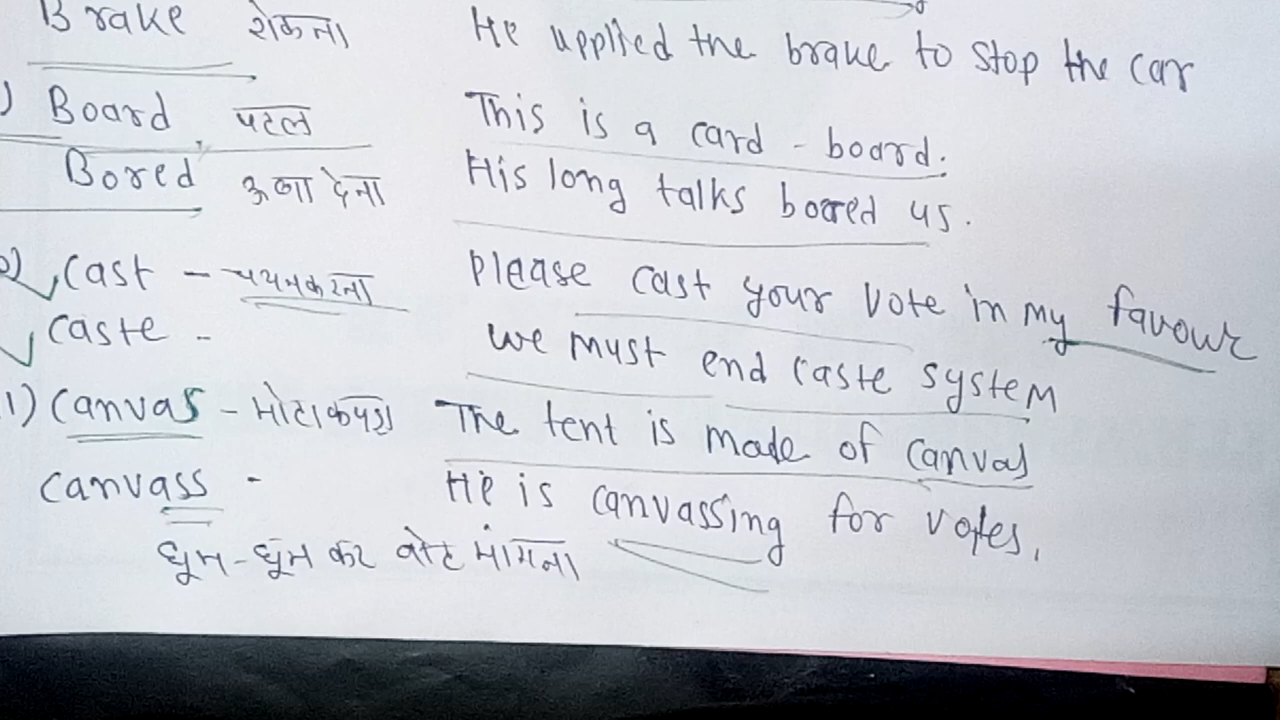 Brake रोकना He applied the brake to stop the car
) Board पटल This is a card - board.
Bored ऊबा देना His long talks bored us.
) Cast - चयन करना please cast your vote in my favour
Caste - we must end caste system
1) Canvas - मोटा कपड़ा The tent is made of canvas
Canvass - He is canvassing for votes.
घूम-घूम कर वोट मांगना